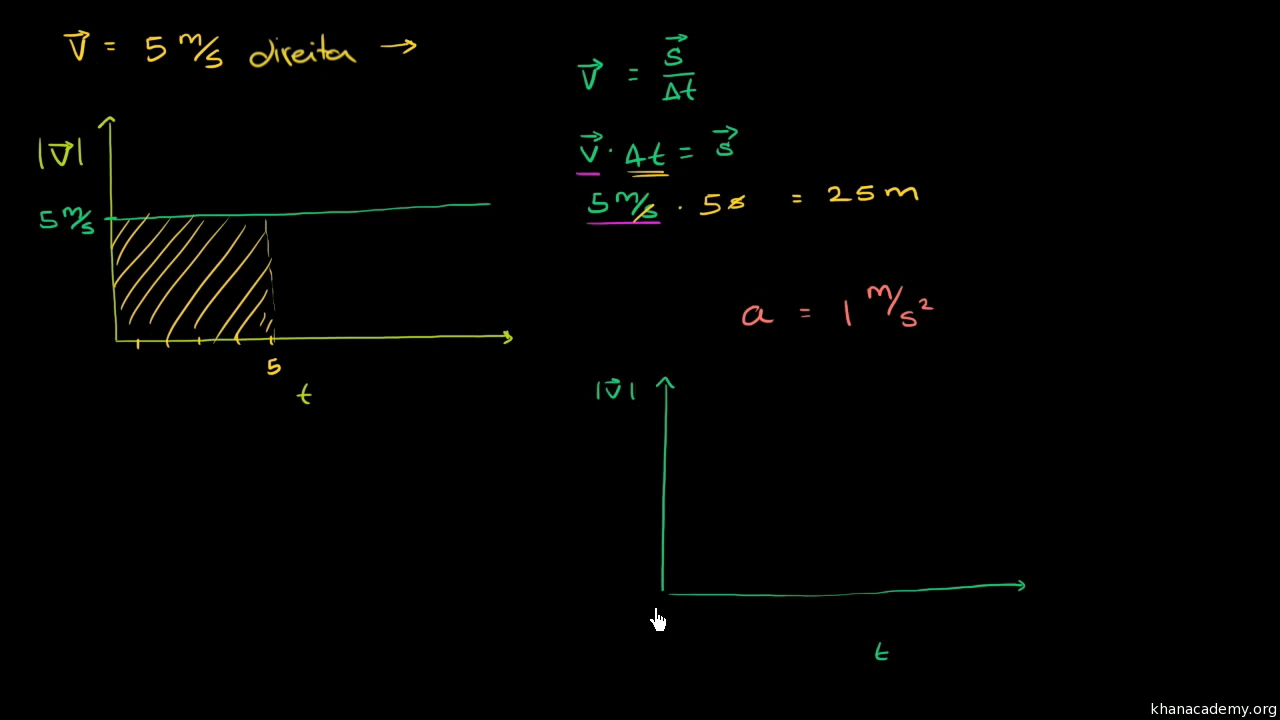 v⃗ = 5 m/s direita →
|v⃗|
5 m/s
5
t
v⃗ = s⃗/Δt
v⃗ · Δt = s⃗
5 m/s · 5s = 25 m
a = 1 m/s²
|v⃗|
t
khanacademy.org